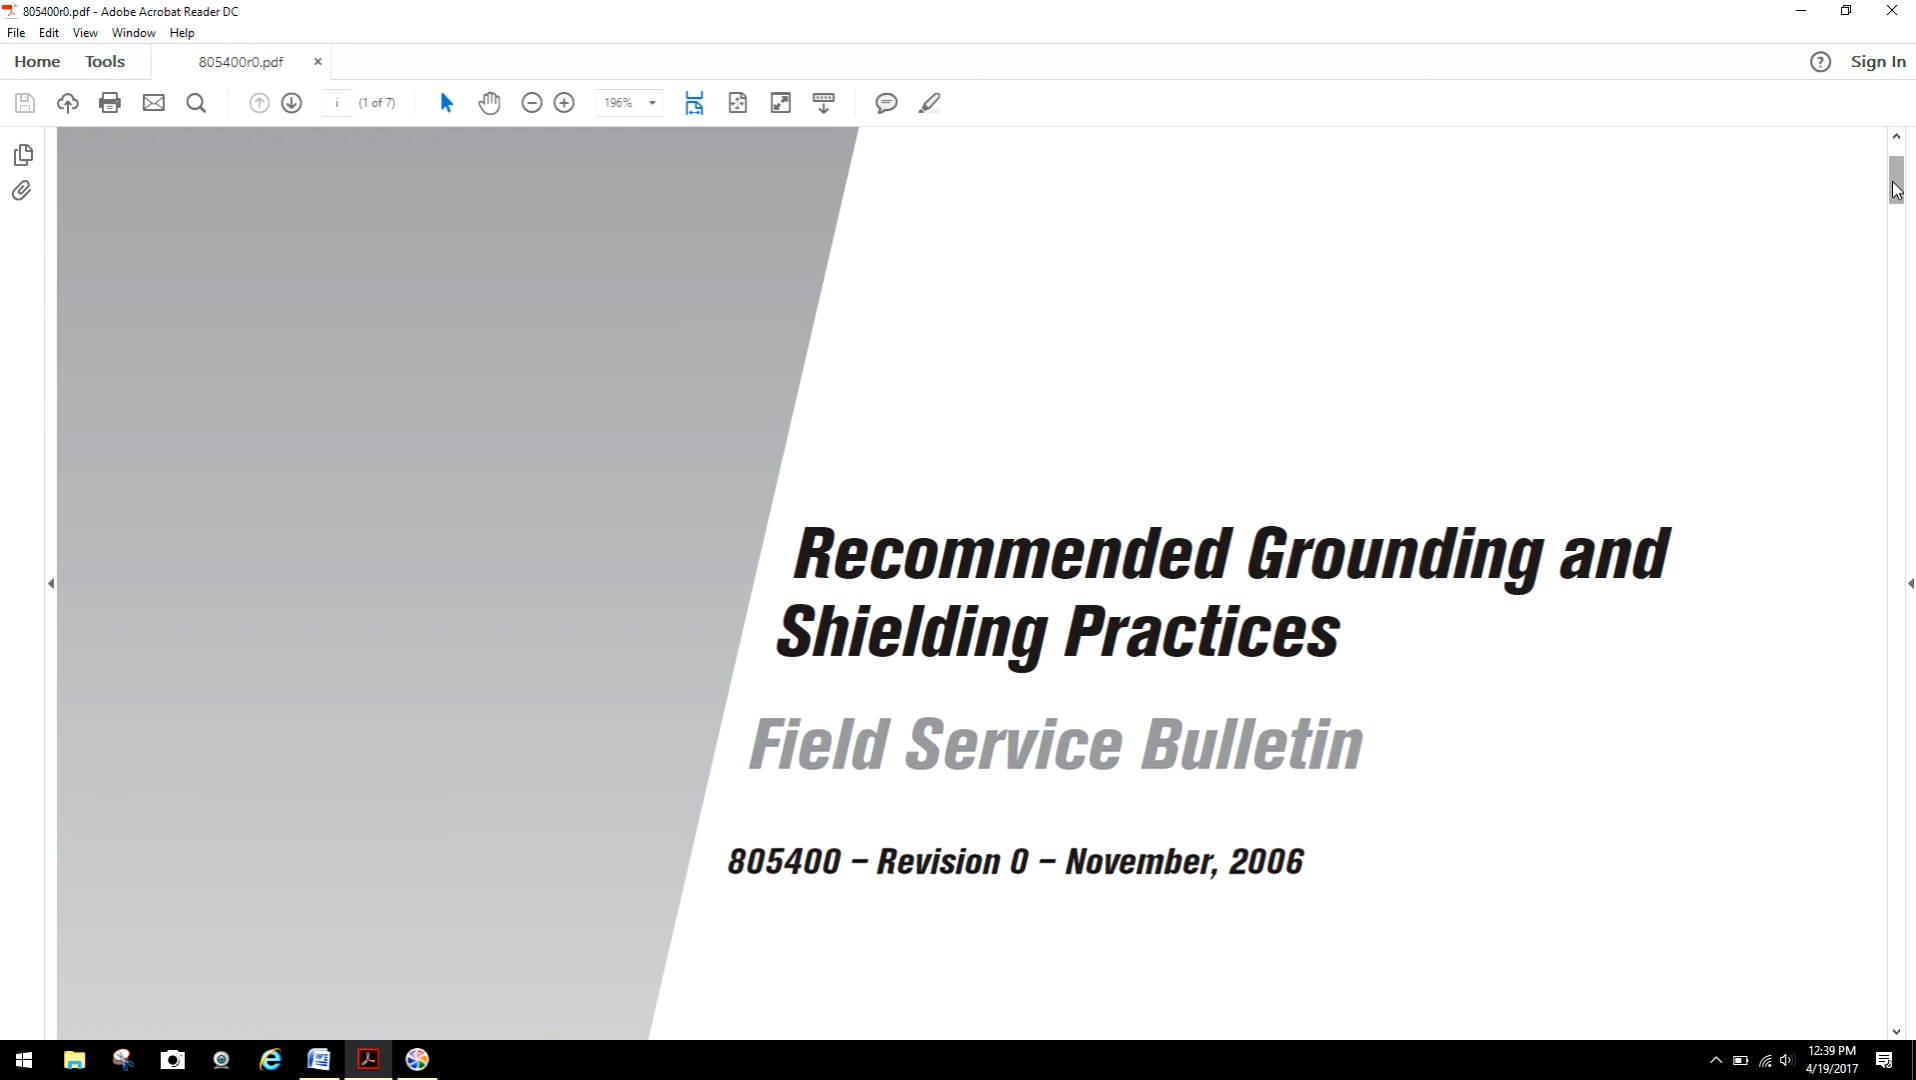 805400r0.pdf - Adobe Acrobat Reader DC
File Edit View Window Help
Home Tools 805400r0.pdf × Sign In
i (1 of 7) 196%
Recommended Grounding and
Shielding Practices
Field Service Bulletin
805400 – Revision 0 – November, 2006
12:39 PM
4/19/2017